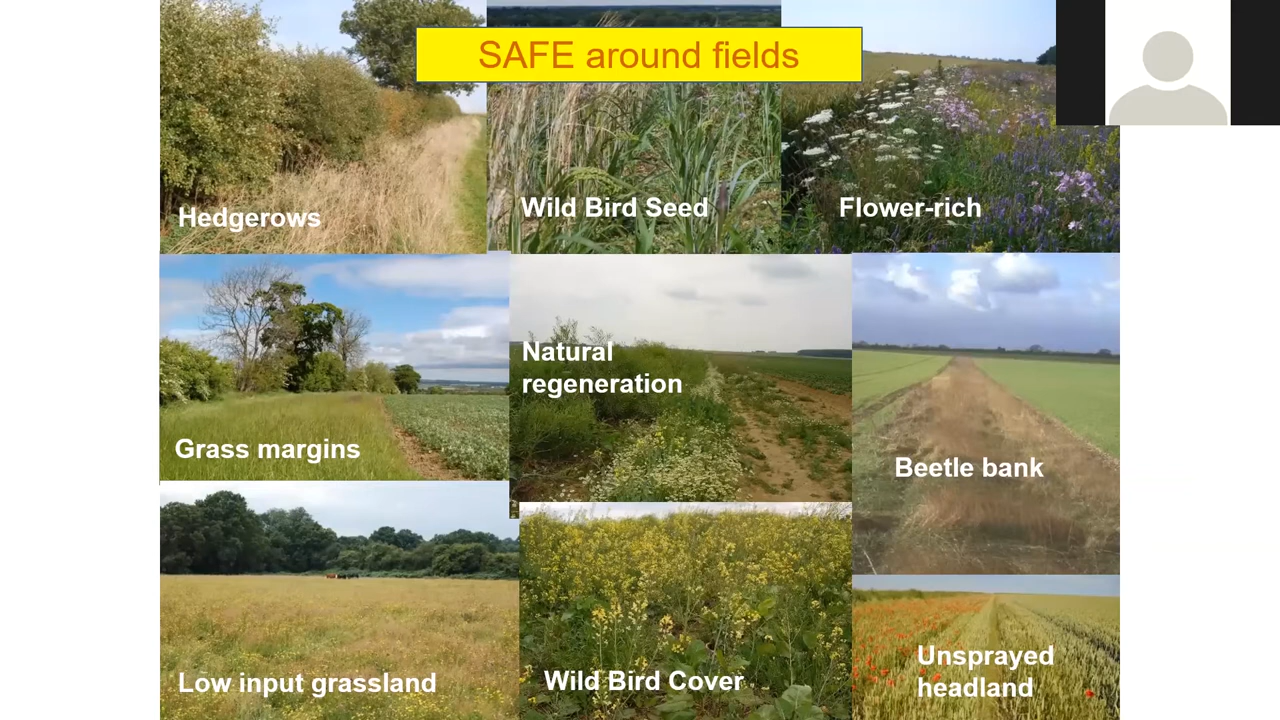 SAFE around fields
Hedgerows
Wild Bird Seed
Flower-rich
Natural
regeneration
Grass margins
Beetle bank
Low input grassland
Wild Bird Cover
Unsprayed
headland